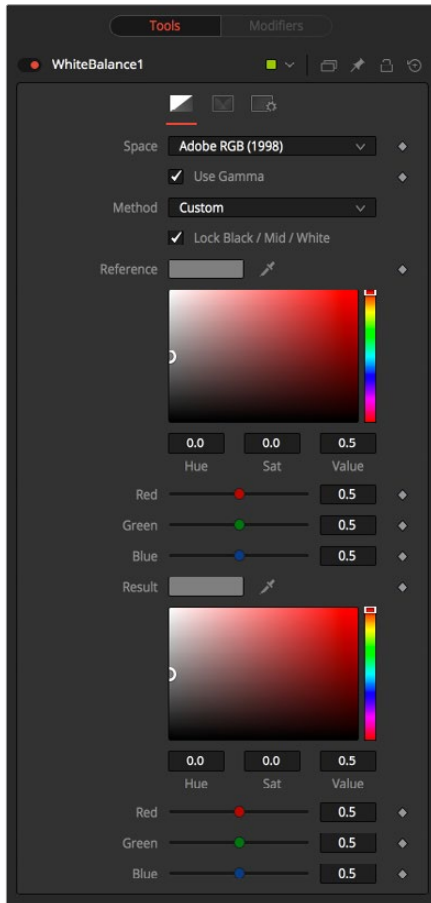 Tools Modifiers
WhiteBalance1
Space Adobe RGB (1998)
Use Gamma
Method Custom
Lock Black / Mid / White
Reference
0.0 0.0 0.5
Hue Sat Value
Red 0.5
Green 0.5
Blue 0.5
Result
0.0 0.0 0.5
Hue Sat Value
Red 0.5
Green 0.5
Blue 0.5